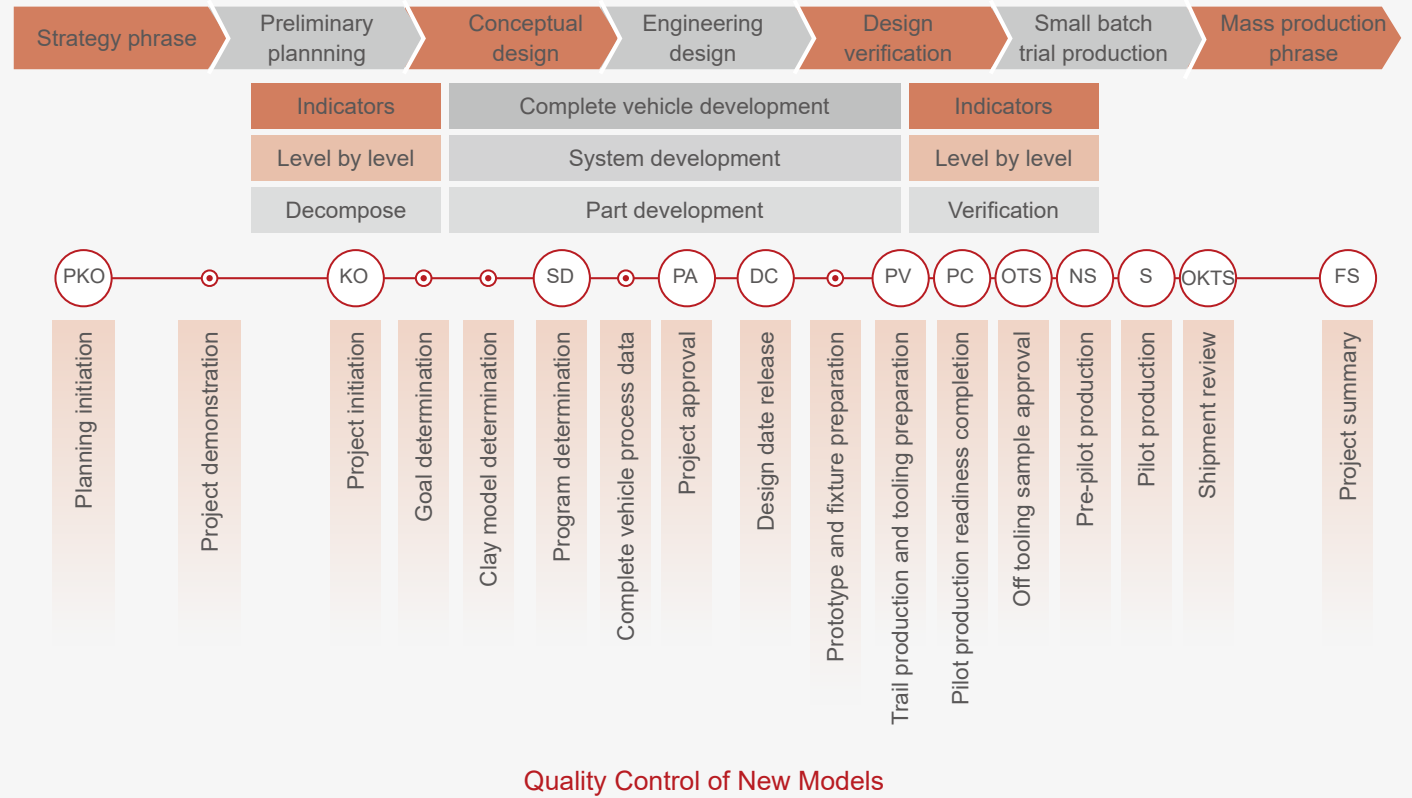 Strategy phrase
Preliminary
plannning
Conceptual
design
Engineering
design
Design
verification
Small batch
trial production
Mass production
phrase
Indicators
Complete vehicle development
Indicators
Level by level
System development
Level by level
Decompose
Part development
Verification
PKO
KO
SD
PA
DC
PV
PC
OTS
NS
S
OKTS
FS
Planning initiation
Project demonstration
Project initiation
Goal determination
Clay model determination
Program determination
Complete vehicle process data
Project approval
Design date release
Prototype and fixture preparation
Trail production and tooling preparation
Pilot production readiness completion
Off tooling sample approval
Pre-pilot production
Pilot production
Shipment review
Project summary
Quality Control of New Models